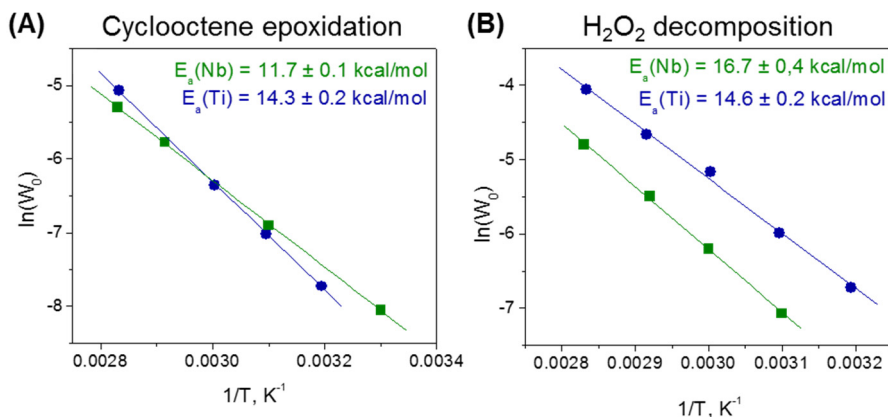 (A) Cyclooctene epoxidation
Eₐ(Nb) = 11.7 ± 0.1 kcal/mol
Eₐ(Ti) = 14.3 ± 0.2 kcal/mol
ln(W₀)
-5
-6
-7
-8
0.0028 0.0030 0.0032 0.0034
1/T, K⁻¹
(B) H₂O₂ decomposition
Eₐ(Nb) = 16.7 ± 0,4 kcal/mol
Eₐ(Ti) = 14.6 ± 0.2 kcal/mol
ln(W₀)
-4
-5
-6
-7
0.0028 0.0029 0.0030 0.0031 0.0032
1/T, K⁻¹